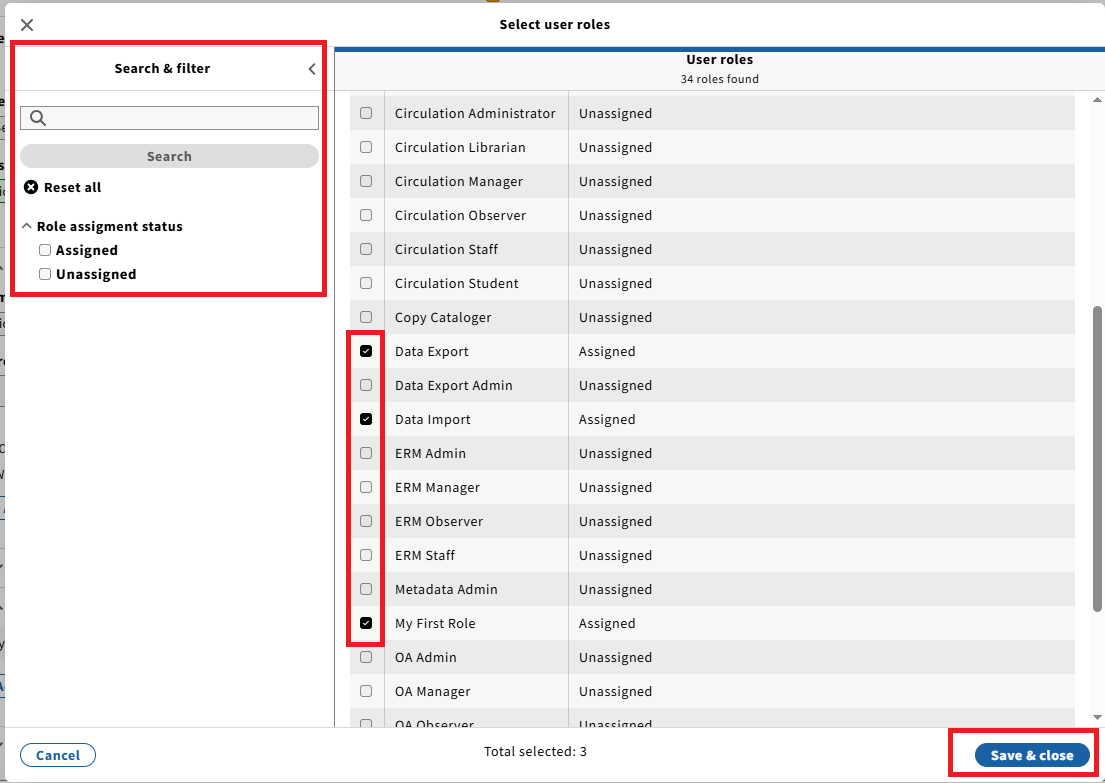 Select user roles
Search & filter
Search
Reset all
Role assigment status
Assigned
Unassigned
User roles
34 roles found
Circulation Administrator Unassigned
Circulation Librarian Unassigned
Circulation Manager Unassigned
Circulation Observer Unassigned
Circulation Staff Unassigned
Circulation Student Unassigned
Copy Cataloger Unassigned
Data Export Assigned
Data Export Admin Unassigned
Data Import Assigned
ERM Admin Unassigned
ERM Manager Unassigned
ERM Observer Unassigned
ERM Staff Unassigned
Metadata Admin Unassigned
My First Role Assigned
OA Admin Unassigned
OA Manager Unassigned
OA Observer Unassigned
Cancel
Total selected: 3
Save & close